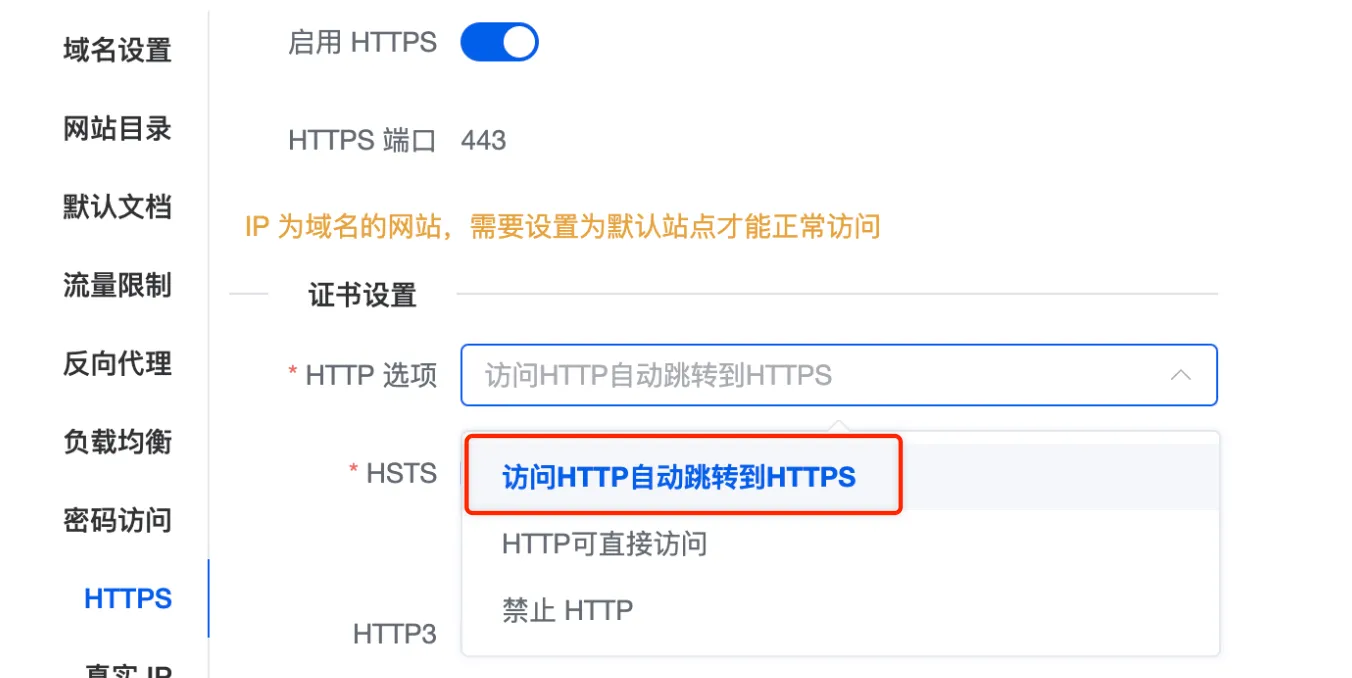 域名设置
网站目录
默认文档
流量限制
反向代理
负载均衡
密码访问
HTTPS
真实 IP
启用 HTTPS
HTTPS 端口 443
IP 为域名的网站，需要设置为默认站点才能正常访问
证书设置
* HTTP 选项 访问HTTP自动跳转到HTTPS
* HSTS
访问HTTP自动跳转到HTTPS
HTTP可直接访问
禁止 HTTP
HTTP3